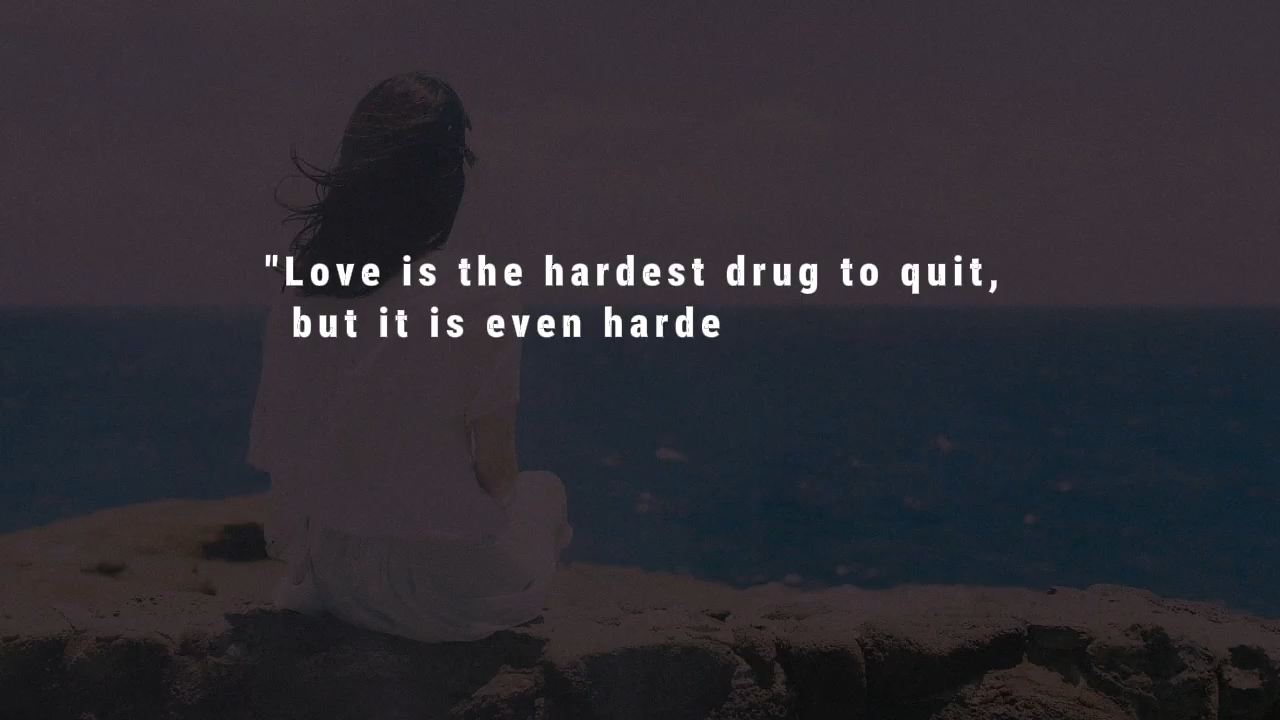 "Love is the hardest drug to quit,
but it is even harde